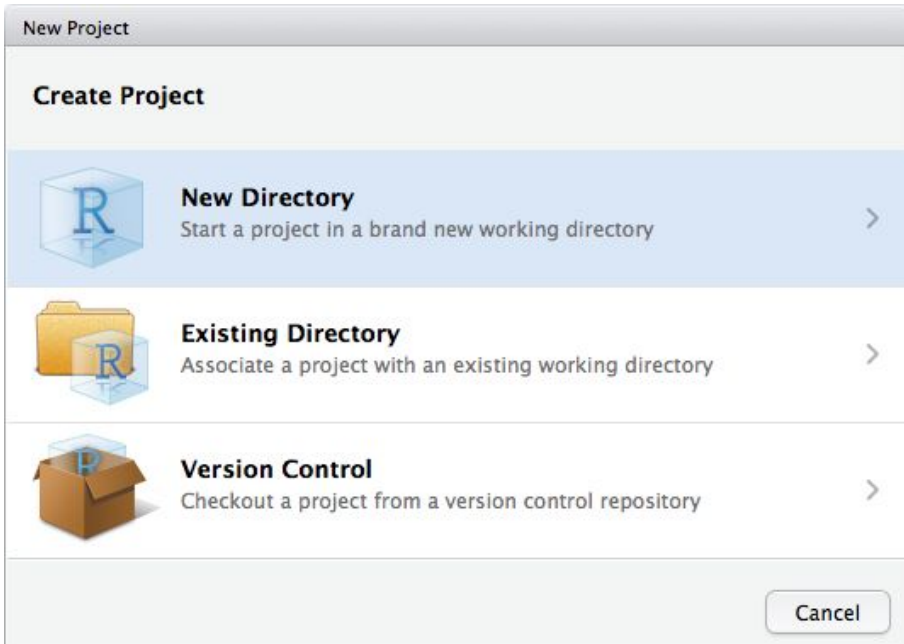 New Project
Create Project
R
New Directory
Start a project in a brand new working directory
R
Existing Directory
Associate a project with an existing working directory
R
Version Control
Checkout a project from a version control repository
Cancel